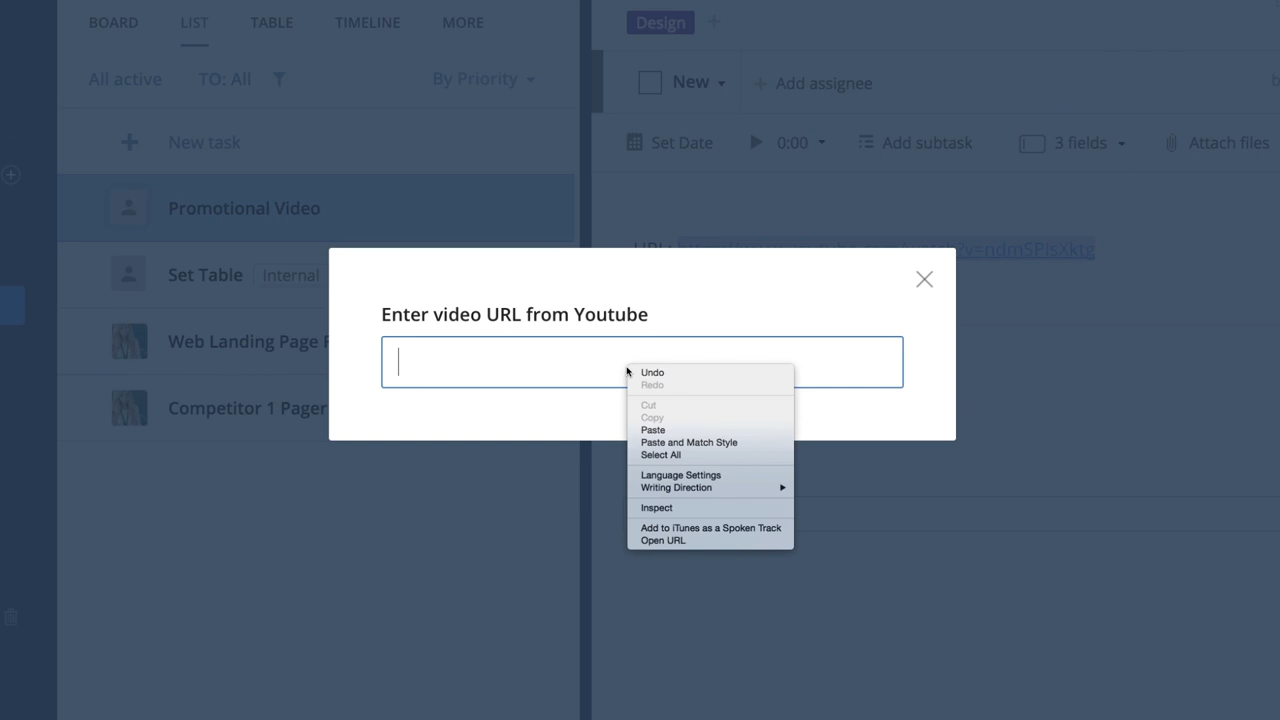 BOARD LIST TABLE TIMELINE MORE
Design +
All active TO: All By Priority
New Add assignee
New task
Set Date 0:00 Add subtask 3 fields Attach files
Promotional Video
Set Table Internal
Web Landing Page
Competitor 1 Pager
Enter video URL from Youtube
Undo
Redo
Cut
Copy
Paste
Paste and Match Style
Select All
Language Settings
Writing Direction
Inspect
Add to iTunes as a Spoken Track
Open URL